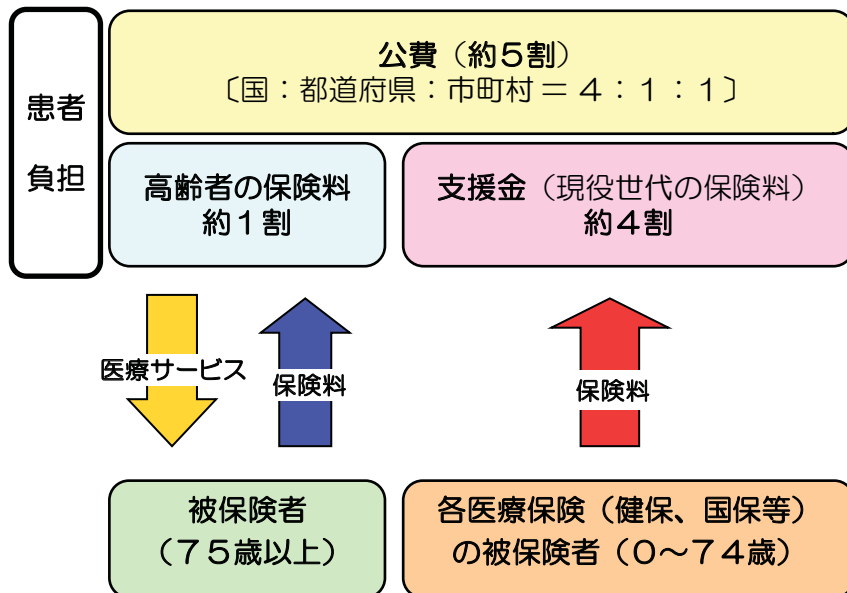 患者
負担
公費（約５割）
〔国：都道府県：市町村＝４：１：１〕
高齢者の保険料
約１割
支援金（現役世代の保険料）
約４割
医療サービス
保険料
保険料
被保険者
（７５歳以上）
各医療保険（健保、国保等）
の被保険者（０～７４歳）